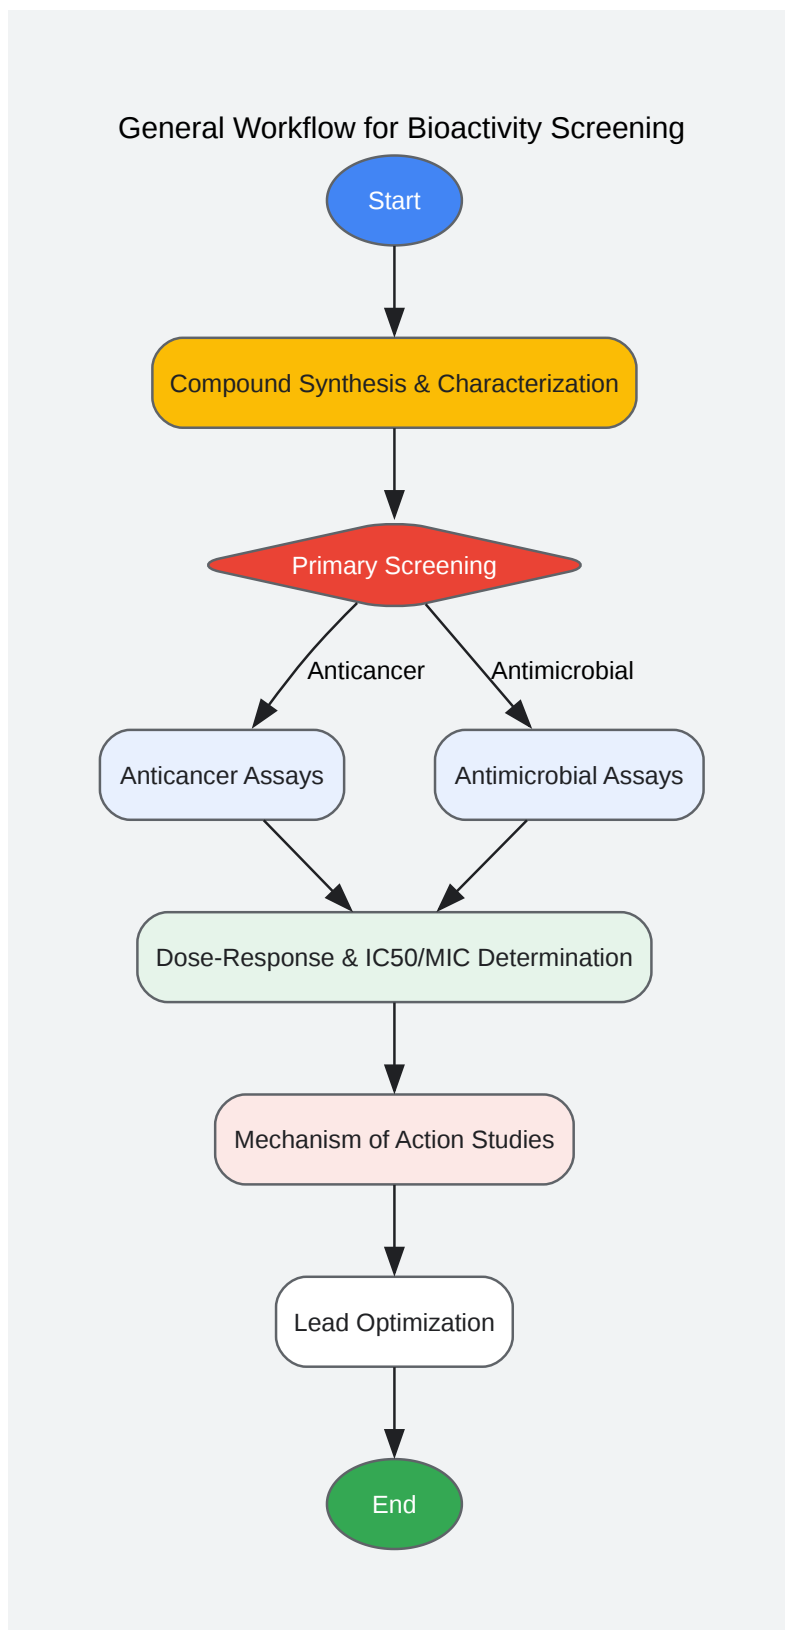 General Workflow for Bioactivity Screening
Start
Compound Synthesis & Characterization
Primary Screening
Anticancer
Antimicrobial
Anticancer Assays
Antimicrobial Assays
Dose-Response & IC50/MIC Determination
Mechanism of Action Studies
Lead Optimization
End